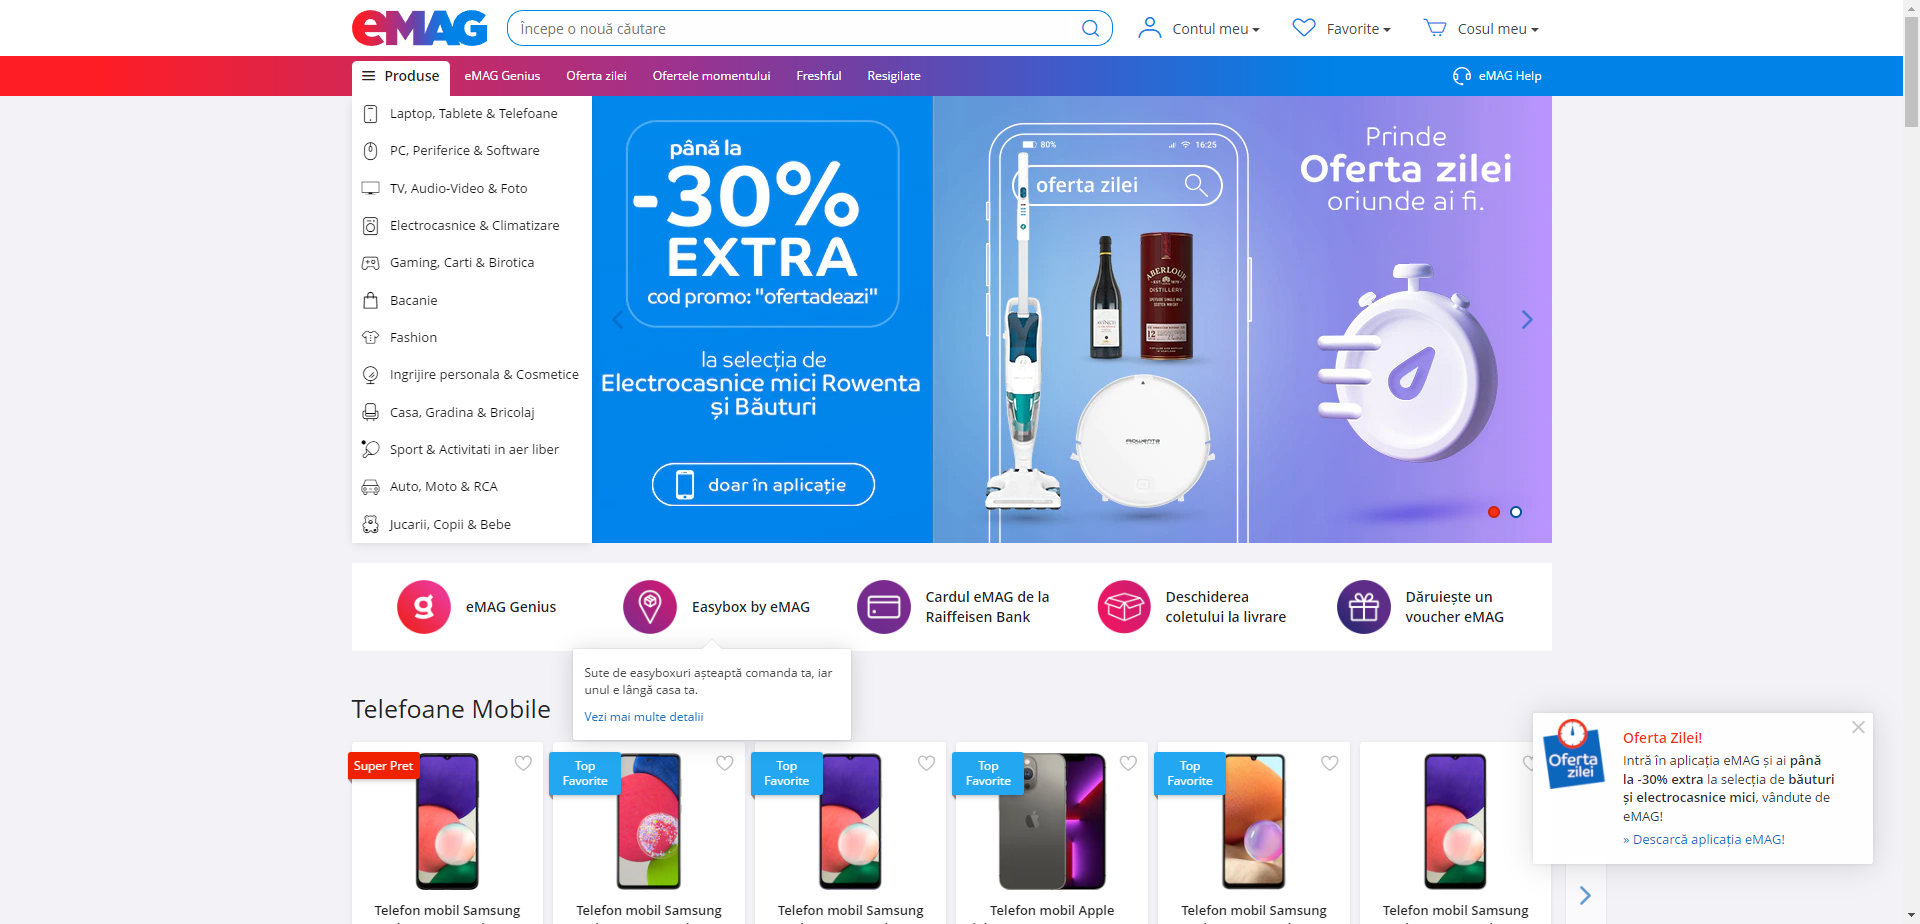 eMAG
Începe o nouă căutare
Contul meu
Favorite
Cosul meu
Produse
eMAG Genius
Oferta zilei
Ofertele momentului
Freshful
Resigilate
eMAG Help
Laptop, Tablete & Telefoane
PC, Periferice & Software
TV, Audio-Video & Foto
Electrocasnice & Climatizare
Gaming, Carti & Birotica
Bacanie
Fashion
Ingrijire personala & Cosmetice
Casa, Gradina & Bricolaj
Sport & Activitati in aer liber
Auto, Moto & RCA
Jucarii, Copii & Bebe
până la
-30%
EXTRA
cod promo: "ofertadeazi"
la selecția de
Electrocasnice mici Rowenta
și Băuturi
doar în aplicație
80%
16:25
oferta zilei
ABERLOUR
DISTILLERY
12
Rowenta
Prinde
Oferta zilei
oriunde ai fi.
eMAG Genius
Easybox by eMAG
Cardul eMAG de la
Raiffeisen Bank
Deschiderea
coletului la livrare
Dăruiește un
voucher eMAG
Sute de easyboxuri așteaptă comanda ta, iar
unul e lângă casa ta.
Vezi mai multe detalii
Telefoane Mobile
Super Pret
Top
Favorite
Top
Favorite
Top
Favorite
Top
Favorite
Telefon mobil Samsung
Telefon mobil Samsung
Telefon mobil Samsung
Telefon mobil Apple
Telefon mobil Samsung
Telefon mobil Samsung
Oferta
zilei
Oferta Zilei!
Intră în aplicația eMAG și ai până
la -30% extra la selecția de băuturi
și electrocasnice mici, vândute de
eMAG!
» Descarcă aplicația eMAG!